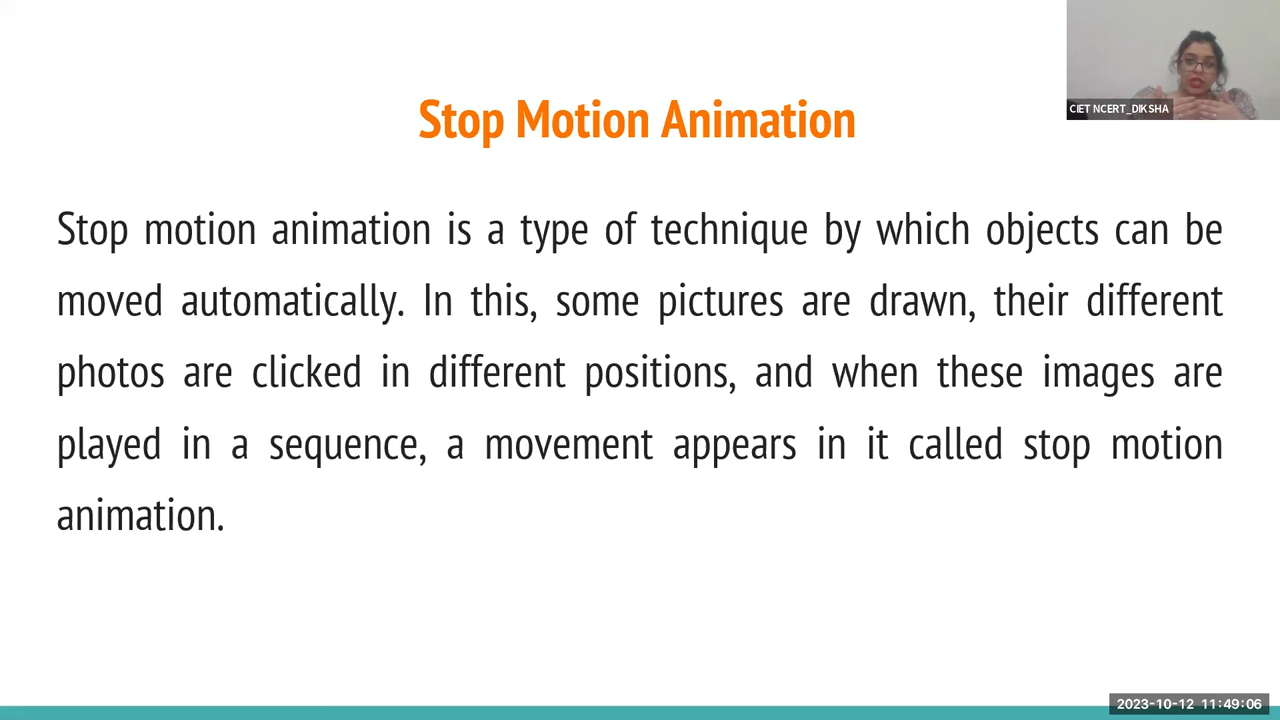 CIET NCERT_DIKSHA
Stop Motion Animation
Stop motion animation is a type of technique by which objects can be
moved automatically. In this, some pictures are drawn, their different
photos are clicked in different positions, and when these images are
played in a sequence, a movement appears in it called stop motion
animation.
2023-10-12 11:49:06